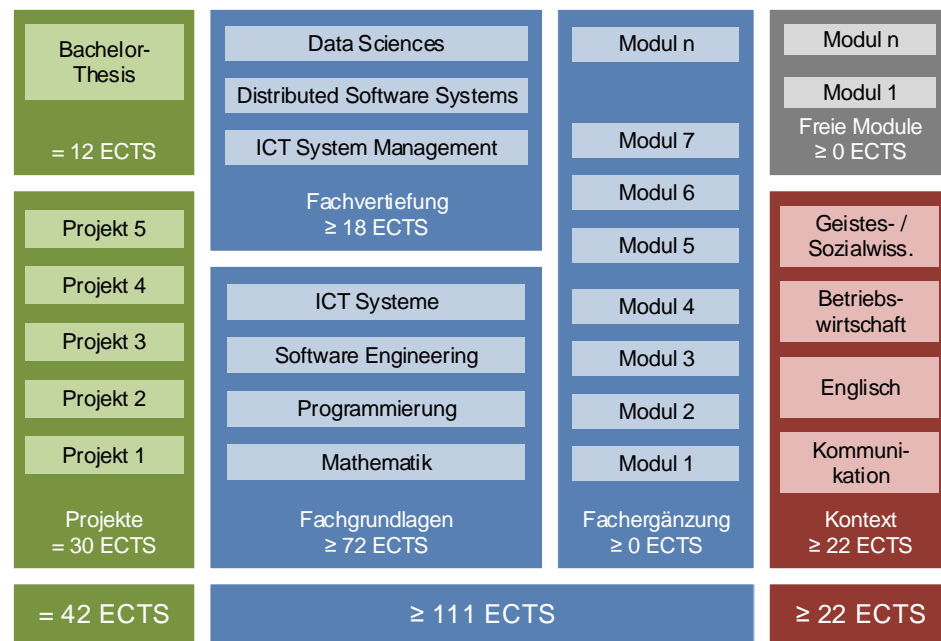 Bachelor-
Thesis
= 12 ECTS
Projekt 5
Projekt 4
Projekt 3
Projekt 2
Projekt 1
Projekte
= 30 ECTS
= 42 ECTS
Data Sciences
Distributed Software Systems
ICT System Management
Fachvertiefung
≥ 18 ECTS
ICT Systeme
Software Engineering
Programmierung
Mathematik
Fachgrundlagen
≥ 72 ECTS
Modul n
Modul 7
Modul 6
Modul 5
Modul 4
Modul 3
Modul 2
Modul 1
Fachergänzung
≥ 0 ECTS
≥ 111 ECTS
Modul n
Modul 1
Freie Module
≥ 0 ECTS
Geistes- /
Sozialwiss.
Betriebs-
wirtschaft
Englisch
Kommuni-
kation
Kontext
≥ 22 ECTS
≥ 22 ECTS